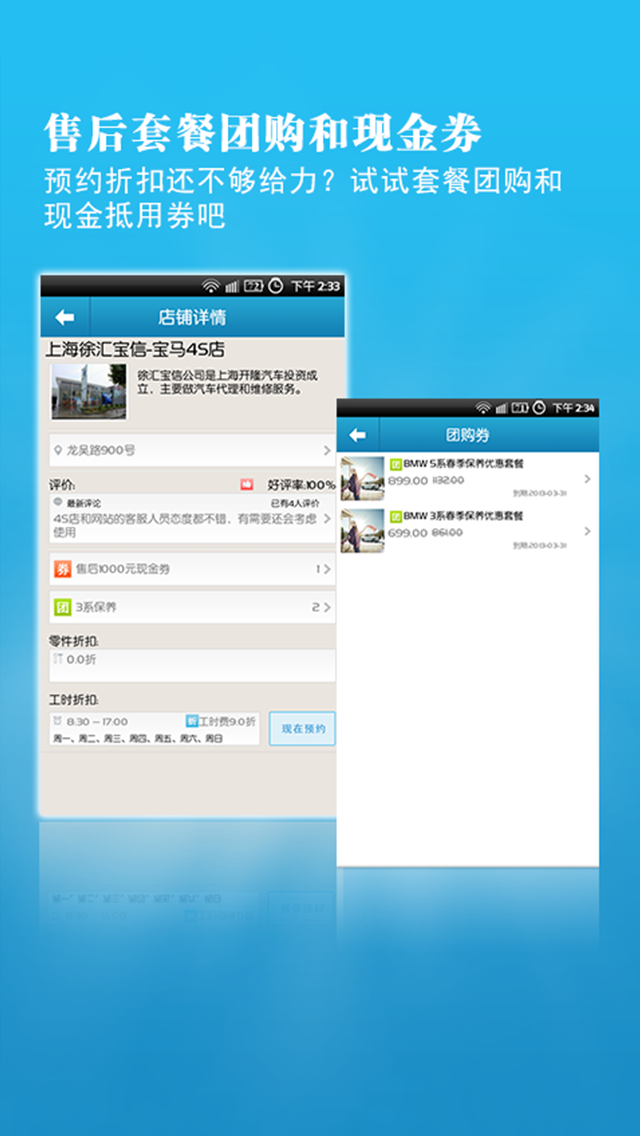 售后套餐团购和现金券
预约折扣还不够给力？试试套餐团购和
现金抵用券吧
下午 2:33
店铺详情
上海徐汇宝信-宝马4S店
徐汇宝信公司是上海开隆汽车投资成
立、主要做汽车代理和维修服务。
龙吴路900号
评价: 好评率:100%
最新评论 已有4人评价
4S店和网站的客服人员态度都不错，有需要还会考虑
使用
券 售后1000元现金券 1
团 3系保养 2
零件折扣:
0.0折
工时折扣:
8:30 – 17:00 折 工时费9.0折
周一、周二、周三、周四、周五、周六、周日
现在预约
下午 2:34
团购券
团 BMW 5系春季保养优惠套餐
899.00 1132.00
到期 2013-03-31
团 BMW 3系春季保养优惠套餐
699.00 861.00
到期 2013-03-31